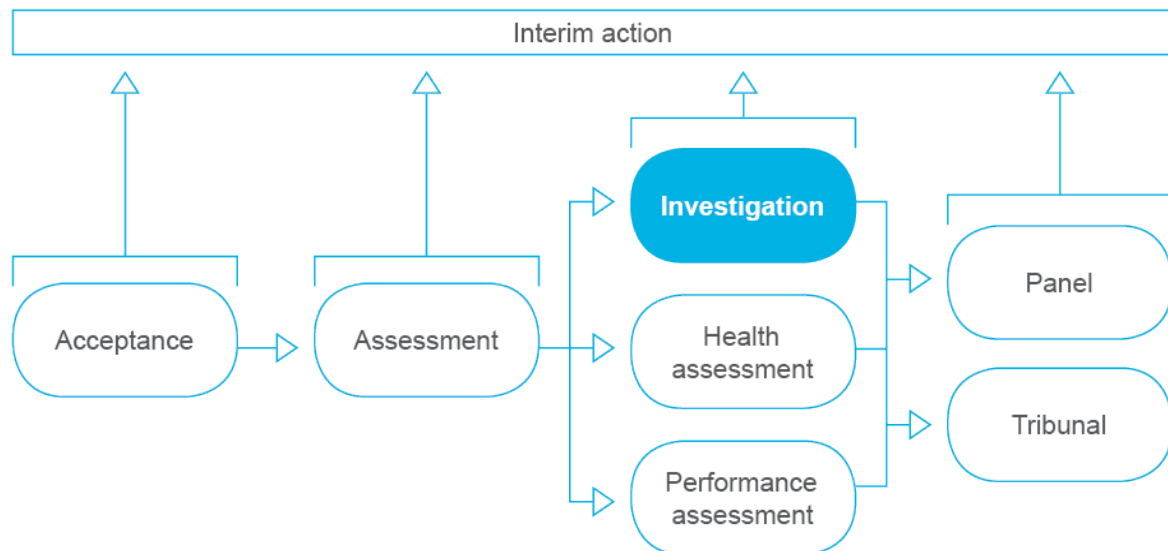 Interim action
Acceptance
Assessment
Investigation
Health
assessment
Performance
assessment
Panel
Tribunal